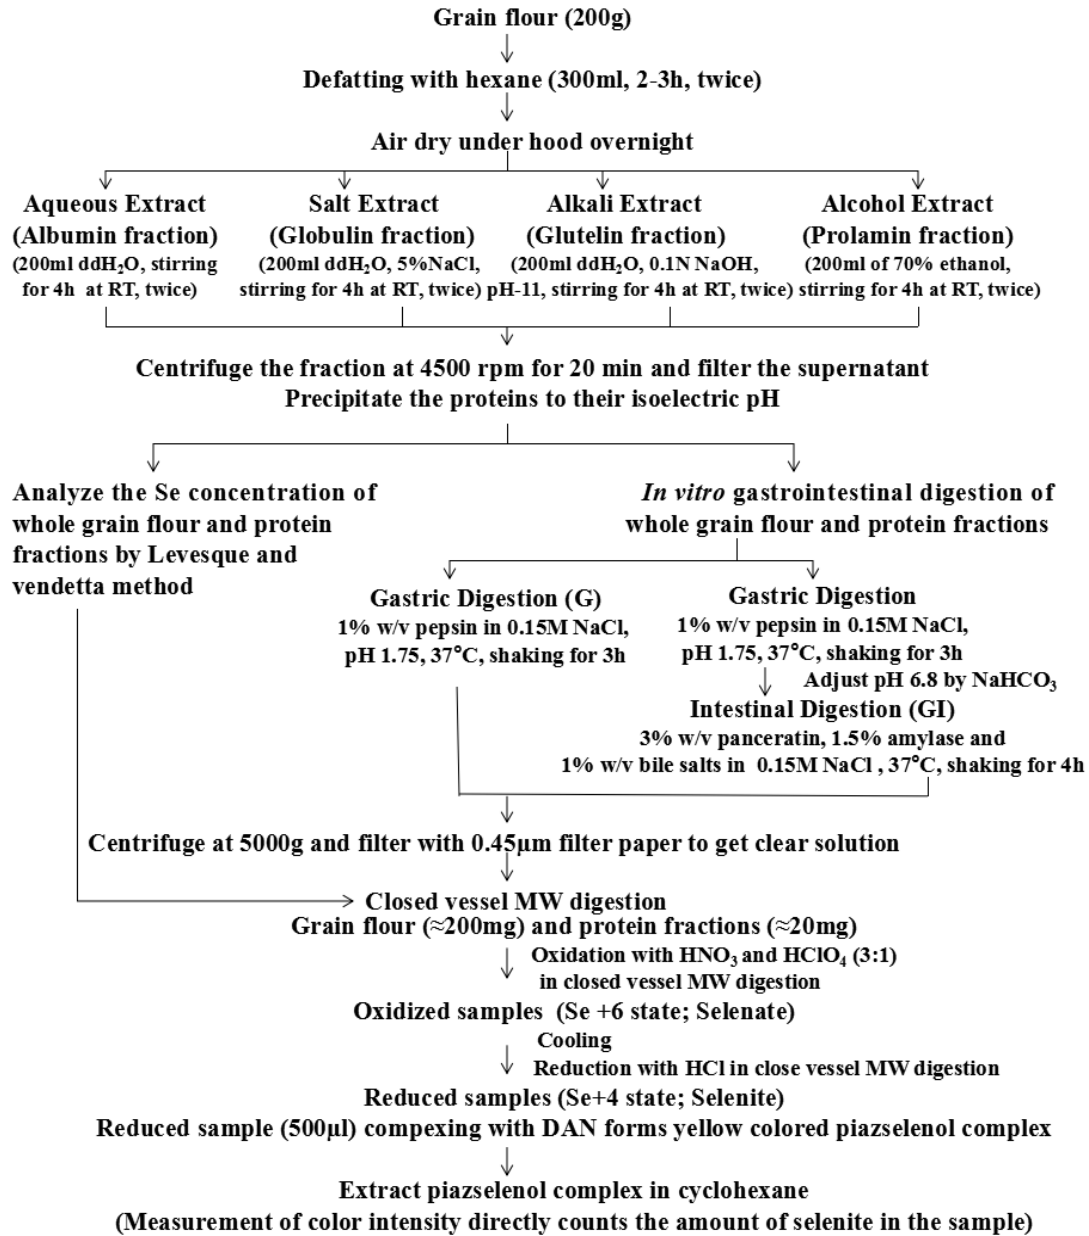 Grain flour (200g)
Defatting with hexane (300ml, 2-3h, twice)
Air dry under hood overnight
Aqueous Extract
(Albumin fraction)
(200ml ddH₂O, stirring
for 4h at RT, twice)
Salt Extract
(Globulin fraction)
(200ml ddH₂O, 5%NaCl,
stirring for 4h at RT, twice)
Alkali Extract
(Glutelin fraction)
(200ml ddH₂O, 0.1N NaOH,
pH-11, stirring for 4h at RT, twice)
Alcohol Extract
(Prolamin fraction)
(200ml of 70% ethanol,
stirring for 4h at RT, twice)
Centrifuge the fraction at 4500 rpm for 20 min and filter the supernatant
Precipitate the proteins to their isoelectric pH
Analyze the Se concentration of
whole grain flour and protein
fractions by Levesque and
vendetta method
In vitro gastrointestinal digestion of
whole grain flour and protein fractions
Gastric Digestion (G)
1% w/v pepsin in 0.15M NaCl,
pH 1.75, 37°C, shaking for 3h
Gastric Digestion
1% w/v pepsin in 0.15M NaCl,
pH 1.75, 37°C, shaking for 3h
Adjust pH 6.8 by NaHCO₃
Intestinal Digestion (GI)
3% w/v panceratin, 1.5% amylase and
1% w/v bile salts in 0.15M NaCl , 37°C, shaking for 4h
Centrifuge at 5000g and filter with 0.45µm filter paper to get clear solution
Closed vessel MW digestion
Grain flour (≈200mg) and protein fractions (≈20mg)
Oxidation with HNO₃ and HClO₄ (3:1)
in closed vessel MW digestion
Oxidized samples (Se +6 state; Selenate)
Cooling
Reduction with HCl in close vessel MW digestion
Reduced samples (Se+4 state; Selenite)
Reduced sample (500µl) compexing with DAN forms yellow colored piazselenol complex
Extract piazselenol complex in cyclohexane
(Measurement of color intensity directly counts the amount of selenite in the sample)